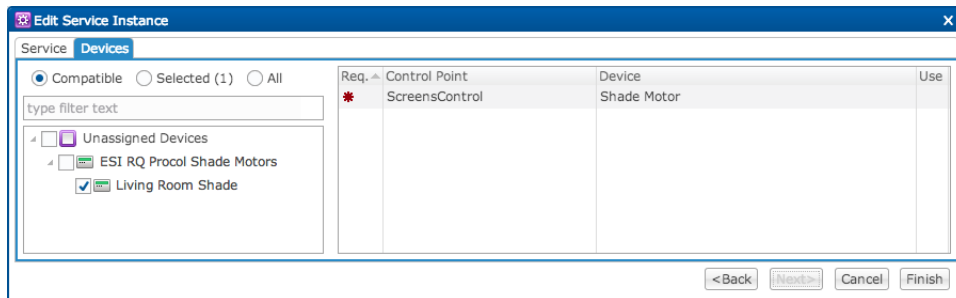 Edit Service Instance
Service Devices
Compatible Selected (1) All
type filter text
Unassigned Devices
ESI RQ Procol Shade Motors
Living Room Shade
Req. Control Point Device Use
* ScreensControl Shade Motor
<Back Next> Cancel Finish